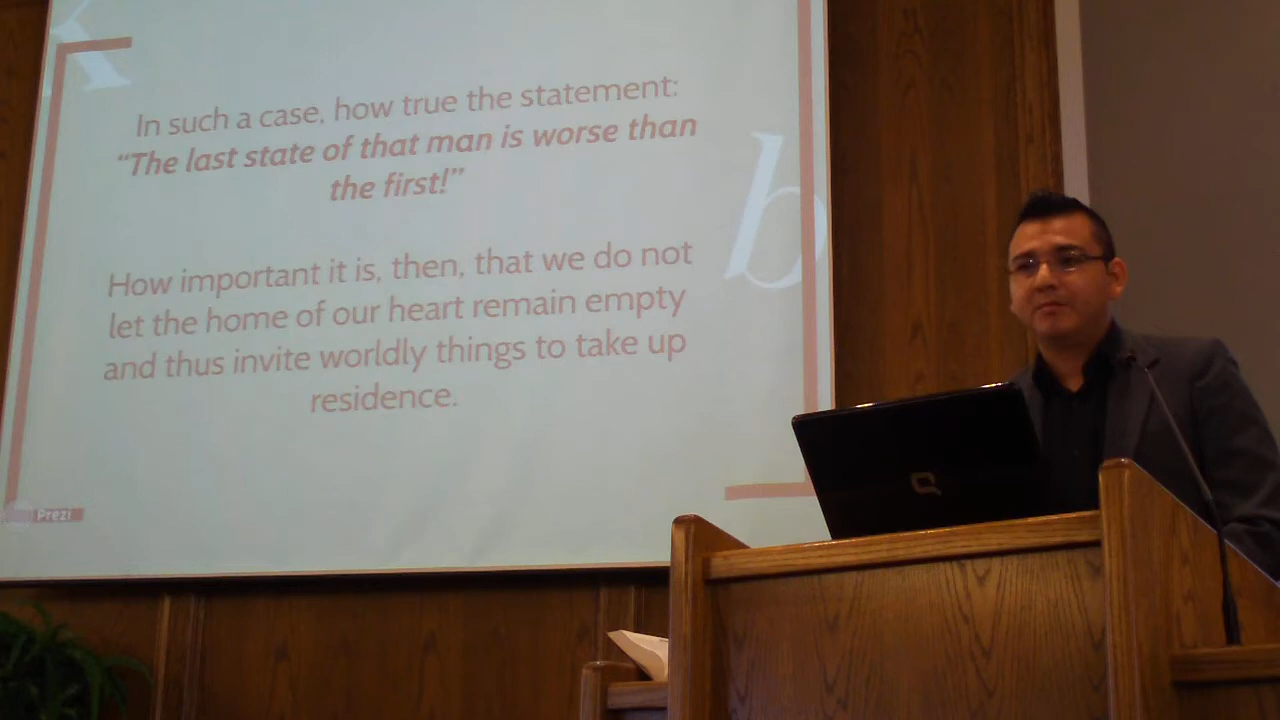 In such a case, how true the statement:
“The last state of that man is worse than
the first!”
How important it is, then, that we do not
let the home of our heart remain empty
and thus invite worldly things to take up
residence.
k
b
Prezi